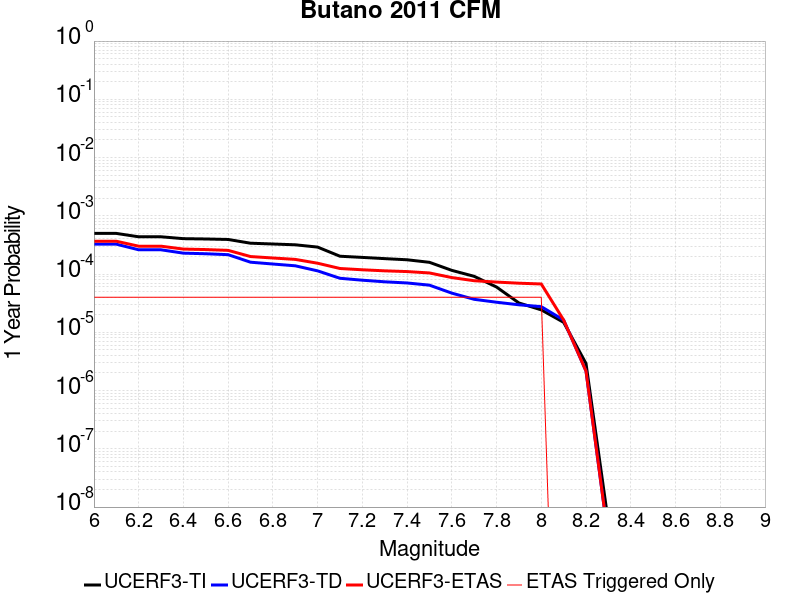 Butano 2011 CFM
1 Year Probability
10^0
10^-1
10^-2
10^-3
10^-4
10^-5
10^-6
10^-7
10^-8
6 6.2 6.4 6.6 6.8 7 7.2 7.4 7.6 7.8 8 8.2 8.4 8.6 8.8 9
Magnitude
UCERF3-TI UCERF3-TD UCERF3-ETAS ETAS Triggered Only